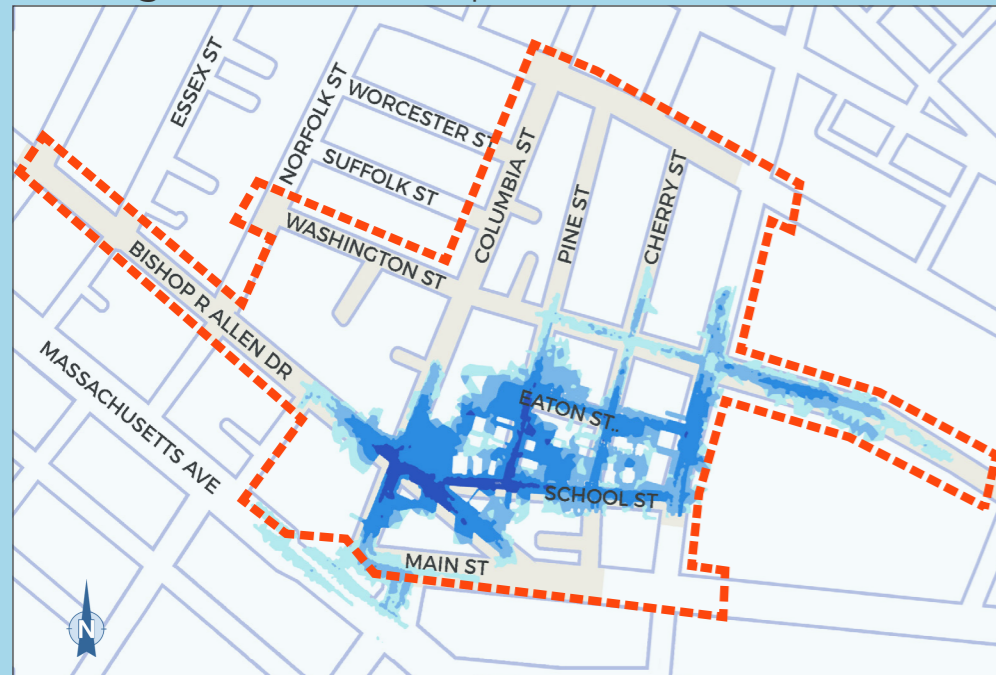 ESSEX ST
NORFOLK ST
WORCESTER ST
SUFFOLK ST
WASHINGTON ST
COLUMBIA ST
PINE ST
CHERRY ST
BISHOP R ALLEN DR
MASSACHUSETTS AVE
EATON ST..
SCHOOL ST
MAIN ST
N